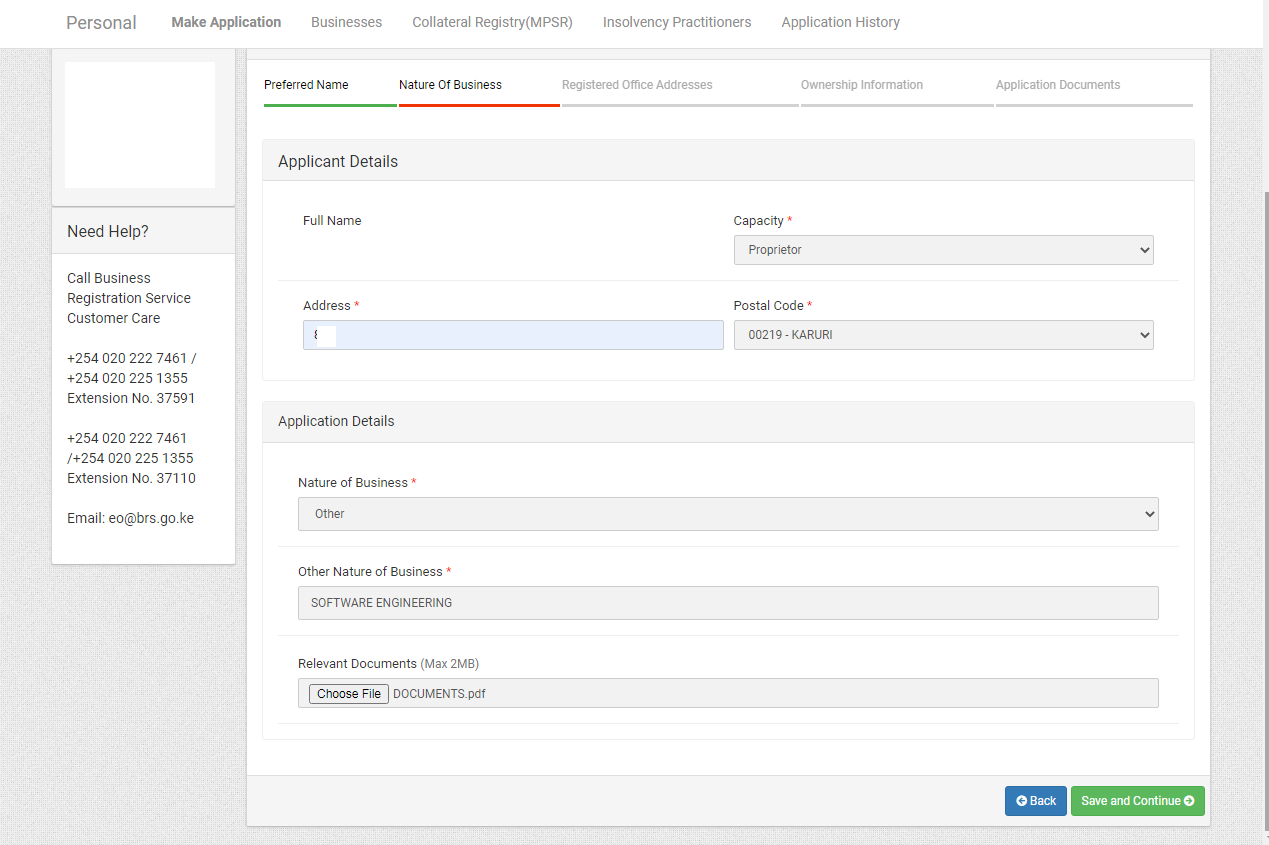 Personal
Make Application
Businesses
Collateral Registry(MPSR)
Insolvency Practitioners
Application History
Need Help?
Call Business
Registration Service
Customer Care
+254 020 222 7461 /
+254 020 225 1355
Extension No. 37591
+254 020 222 7461
/+254 020 225 1355
Extension No. 37110
Email: eo@brs.go.ke
Preferred Name
Nature Of Business
Registered Office Addresses
Ownership Information
Application Documents
Applicant Details
Full Name
Capacity *
Proprietor
Address *
Postal Code *
00219 - KARURI
Application Details
Nature of Business *
Other
Other Nature of Business *
SOFTWARE ENGINEERING
Relevant Documents (Max 2MB)
Choose File DOCUMENTS.pdf
Back
Save and Continue